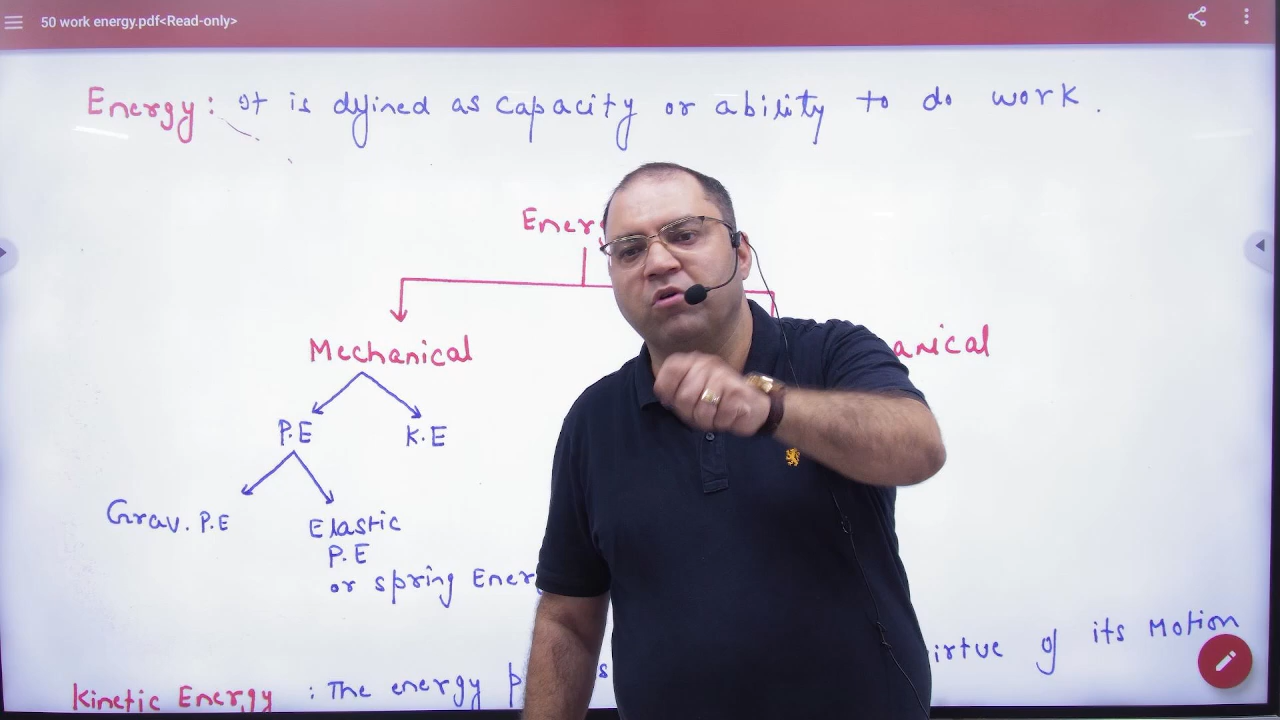 50 work energy.pdf<Read-only>
Energy: It is defined as capacity or ability to do work.
Ener
Mechanical
anical
P.E K.E
Grav. P.E Elastic
P.E
or spring Ener
irtue of its Motion
Kinetic Energy : The energy p s